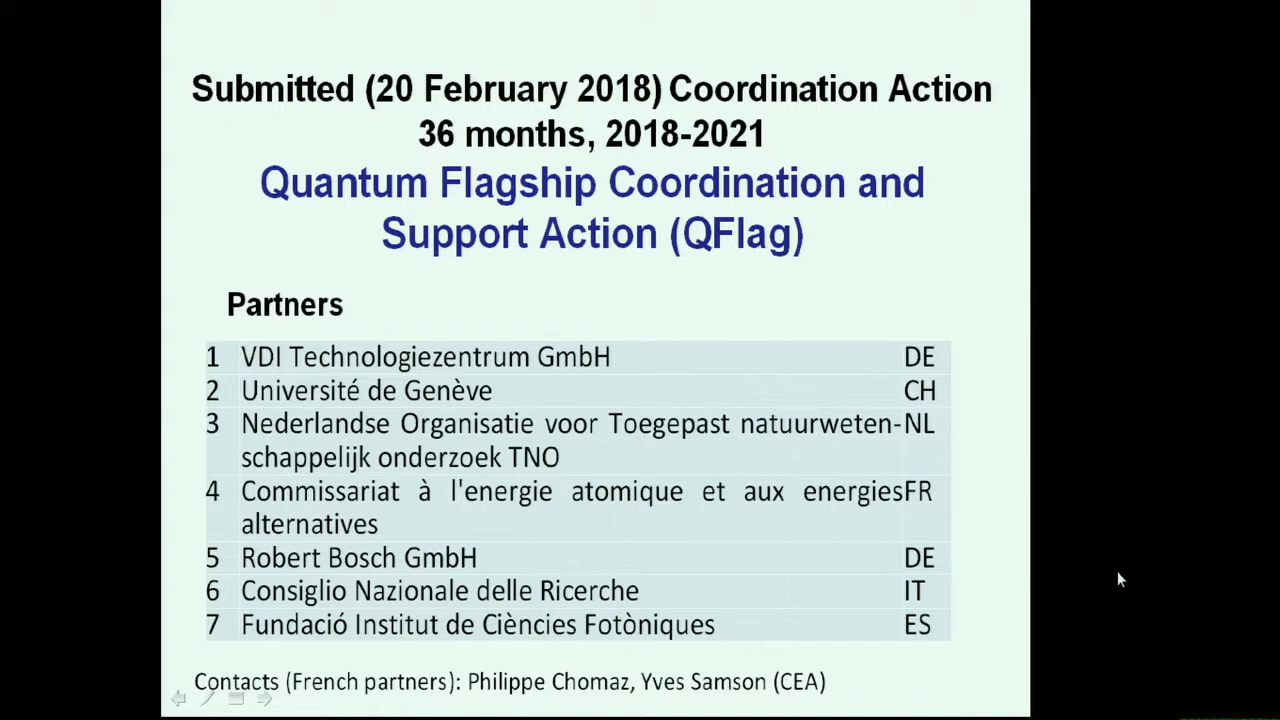 Submitted (20 February 2018) Coordination Action
36 months, 2018-2021
Quantum Flagship Coordination and
Support Action (QFlag)
Partners
1 VDI Technologiezentrum GmbH DE
2 Université de Genève CH
3 Nederlandse Organisatie voor Toegepast natuurweten- NL
schappelijk onderzoek TNO
4 Commissariat à l'energie atomique et aux energies FR
alternatives
5 Robert Bosch GmbH DE
6 Consiglio Nazionale delle Ricerche IT
7 Fundació Institut de Ciències Fotòniques ES
Contacts (French partners): Philippe Chomaz, Yves Samson (CEA)